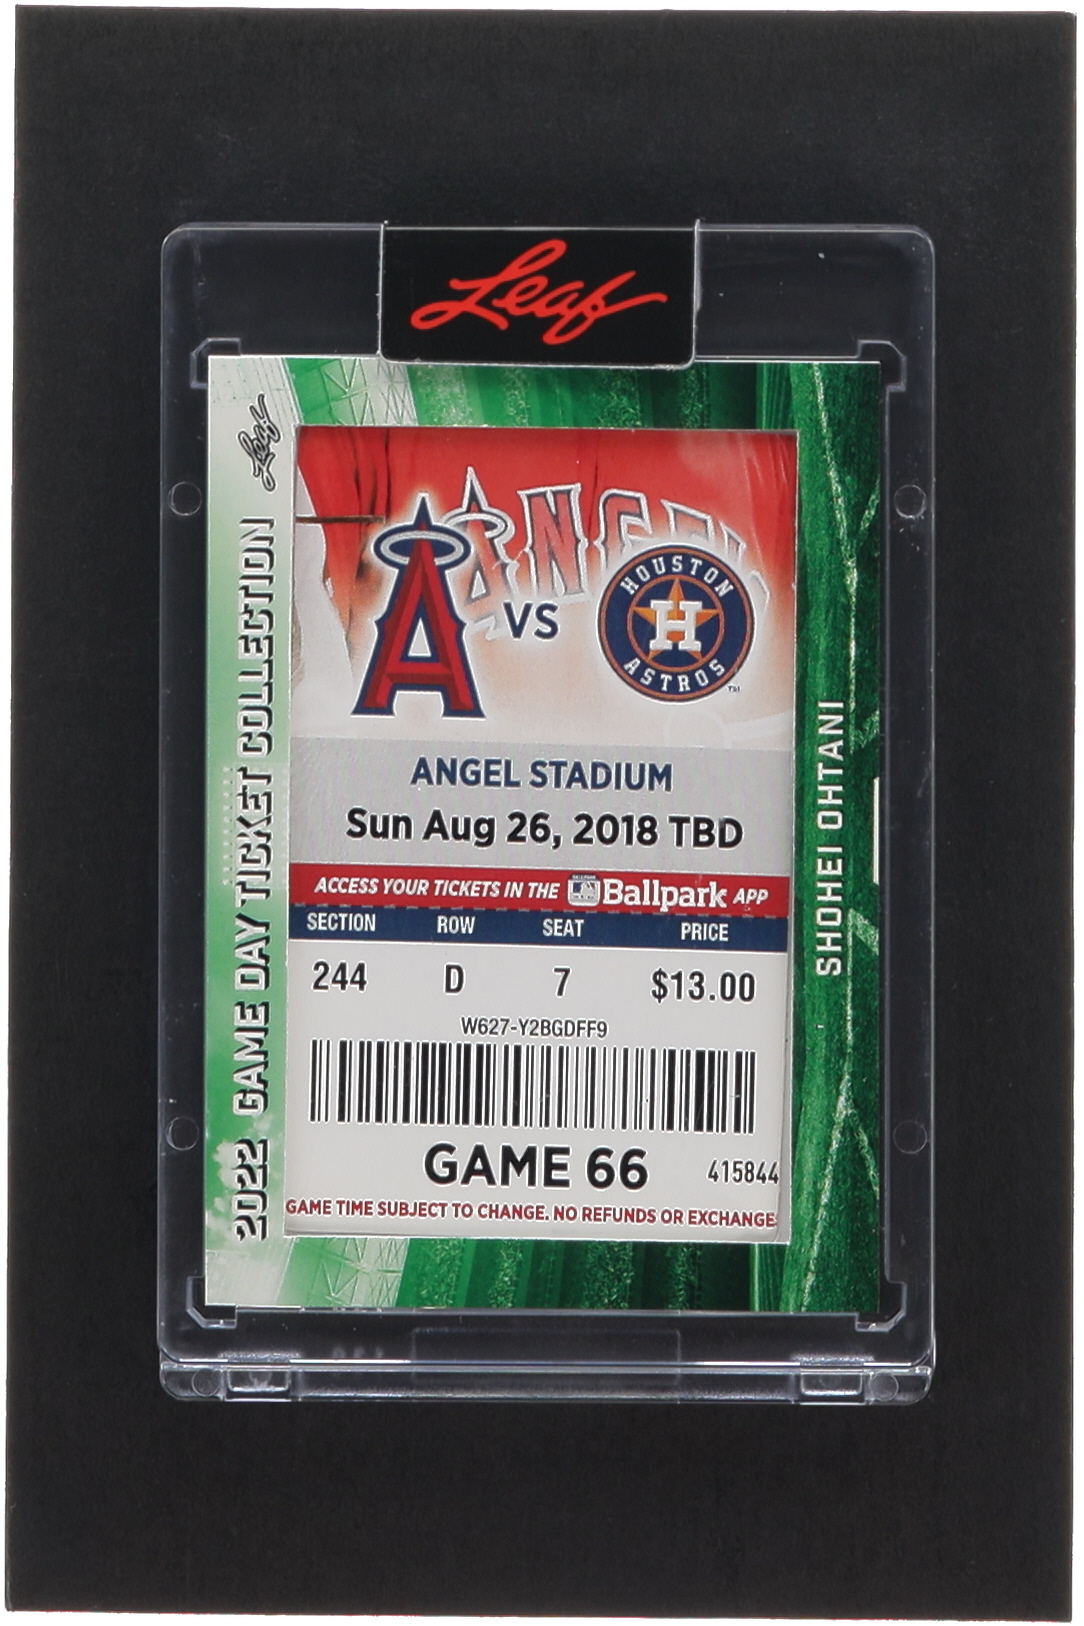 Leaf
Leaf
2022 GAME DAY TICKET COLLECTION
ANGEL
A VS
HOUSTON
H
ASTROS
TM
ANGEL STADIUM
Sun Aug 26, 2018 TBD
ACCESS YOUR TICKETS IN THE Ballpark APP
SECTION ROW SEAT PRICE
244 D 7 $13.00
W627-Y2BGDFF9
GAME 66 415844
GAME TIME SUBJECT TO CHANGE. NO REFUNDS OR EXCHANGE
SHOHEI OHTANI